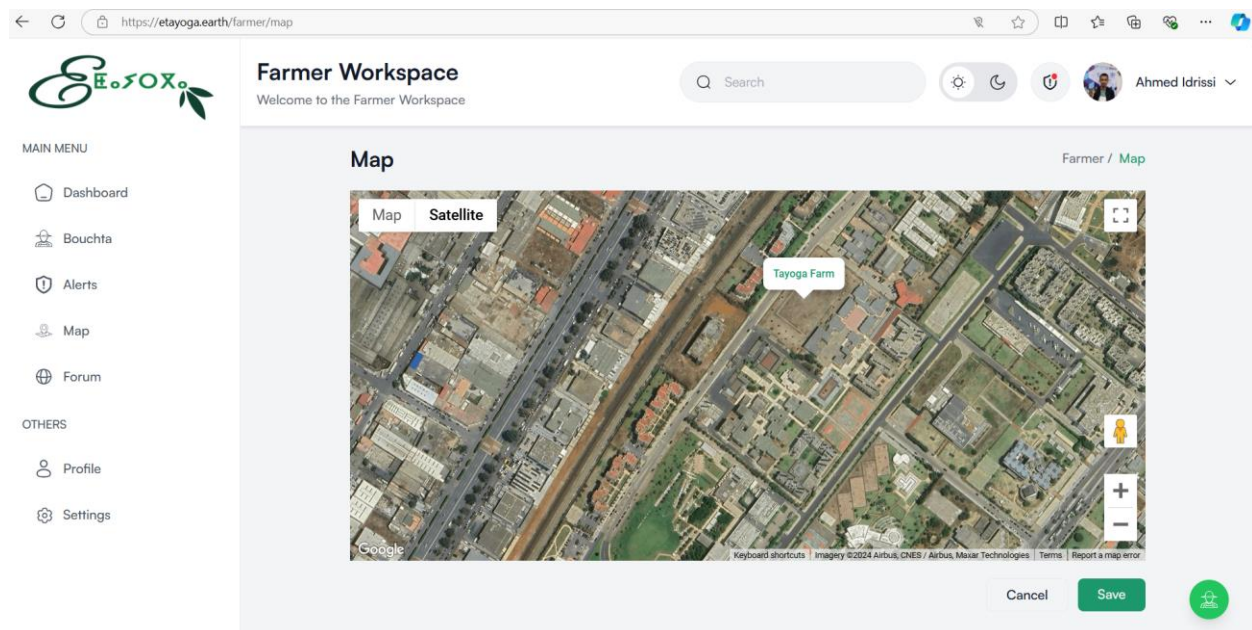 https://etayoga.earth/farmer/map
Farmer Workspace
Welcome to the Farmer Workspace
Search
Ahmed Idrissi
MAIN MENU
Dashboard
Bouchta
Alerts
Map
Forum
OTHERS
Profile
Settings
Map
Farmer / Map
Map Satellite
Tayoga Farm
Google
Keyboard shortcuts Imagery ©2024 Airbus, CNES / Airbus, Maxar Technologies Terms Report a map error
Cancel Save